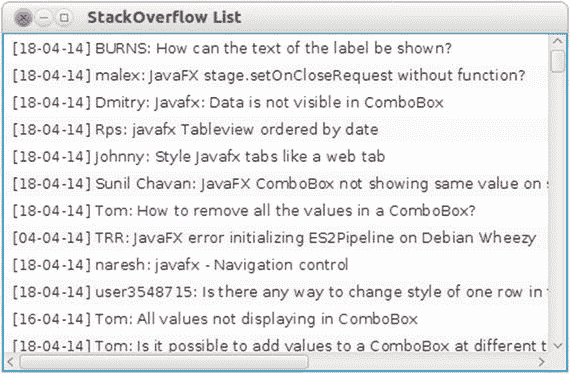 StackOverflow List
[18-04-14] BURNS: How can the text of the label be shown?
[18-04-14] malex: JavaFX stage.setOnCloseRequest without function?
[18-04-14] Dmitry: Javafx: Data is not visible in ComboBox
[18-04-14] Rps: javafx Tableview ordered by date
[18-04-14] Johnny: Style Javafx tabs like a web tab
[18-04-14] Sunil Chavan: JavaFX ComboBox not showing same value on s
[18-04-14] Tom: How to remove all the values in a ComboBox?
[04-04-14] TRR: JavaFX error initializing ES2Pipeline on Debian Wheezy
[18-04-14] naresh: javafx - Navigation control
[18-04-14] user3548715: Is there any way to change style of one row in
[16-04-14] Tom: All values not displaying in ComboBox
[18-04-14] Tom: Is it possible to add values to a ComboBox at different t